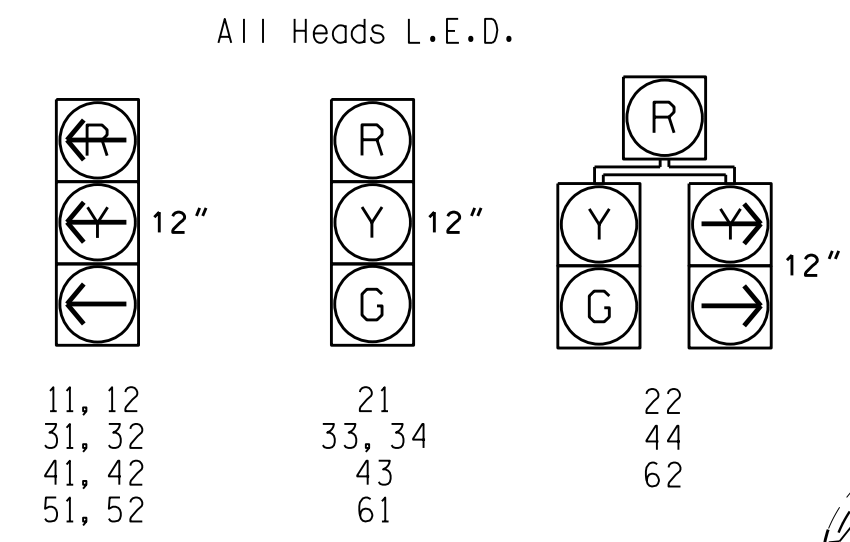 All Heads L.E.D.
R
Y
12"
R
Y
G
12"
R
Y
G
Y
12"
11, 12
31, 32
41, 42
51, 52
21
33, 34
43
61
22
44
62